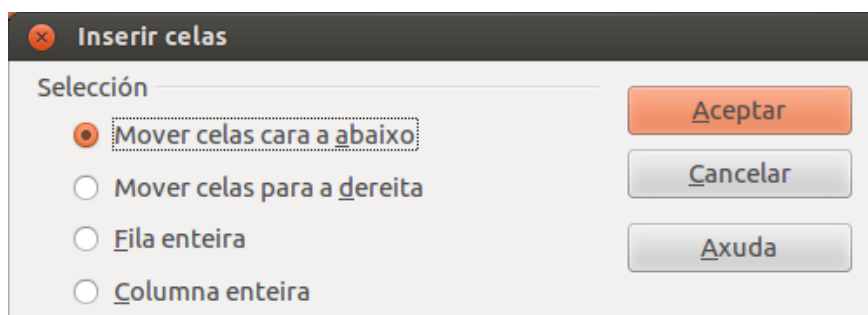 Inserir celas
Selección
Mover celas cara a abaixo
Mover celas para a dereita
Fila enteira
Columna enteira
Aceptar
Cancelar
Axuda